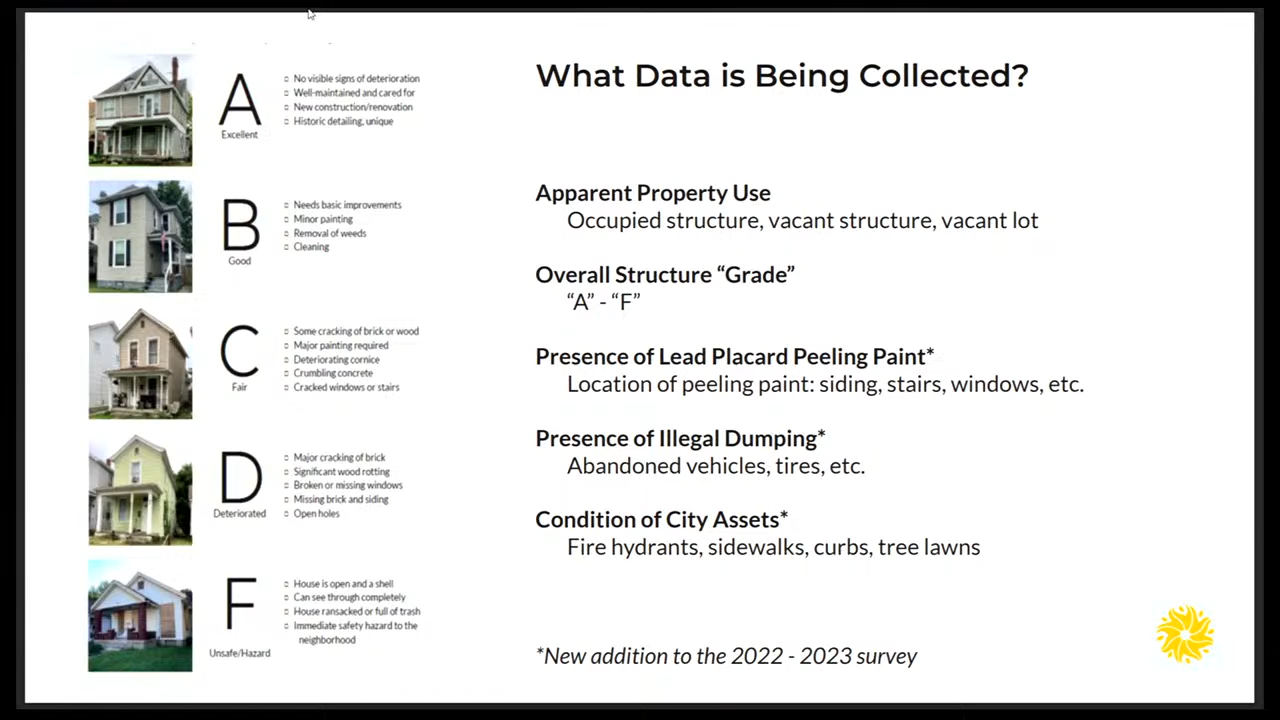 A
Excellent
No visible signs of deterioration
Well-maintained and cared for
New construction/renovation
Historic detailing, unique
B
Good
Needs basic improvements
Minor painting
Removal of weeds
Cleaning
C
Fair
Some cracking of brick or wood
Major painting required
Deteriorating cornice
Crumbling concrete
Cracked windows or stairs
D
Deteriorated
Major cracking of brick
Significant wood rotting
Broken or missing windows
Missing brick and siding
Open holes
F
Unsafe/Hazard
House is open and a shell
Can see through completely
House ransacked or full of trash
Immediate safety hazard to the
neighborhood
What Data is Being Collected?
Apparent Property Use
Occupied structure, vacant structure, vacant lot
Overall Structure “Grade”
“A” - “F”
Presence of Lead Placard Peeling Paint*
Location of peeling paint: siding, stairs, windows, etc.
Presence of Illegal Dumping*
Abandoned vehicles, tires, etc.
Condition of City Assets*
Fire hydrants, sidewalks, curbs, tree lawns
*New addition to the 2022 - 2023 survey